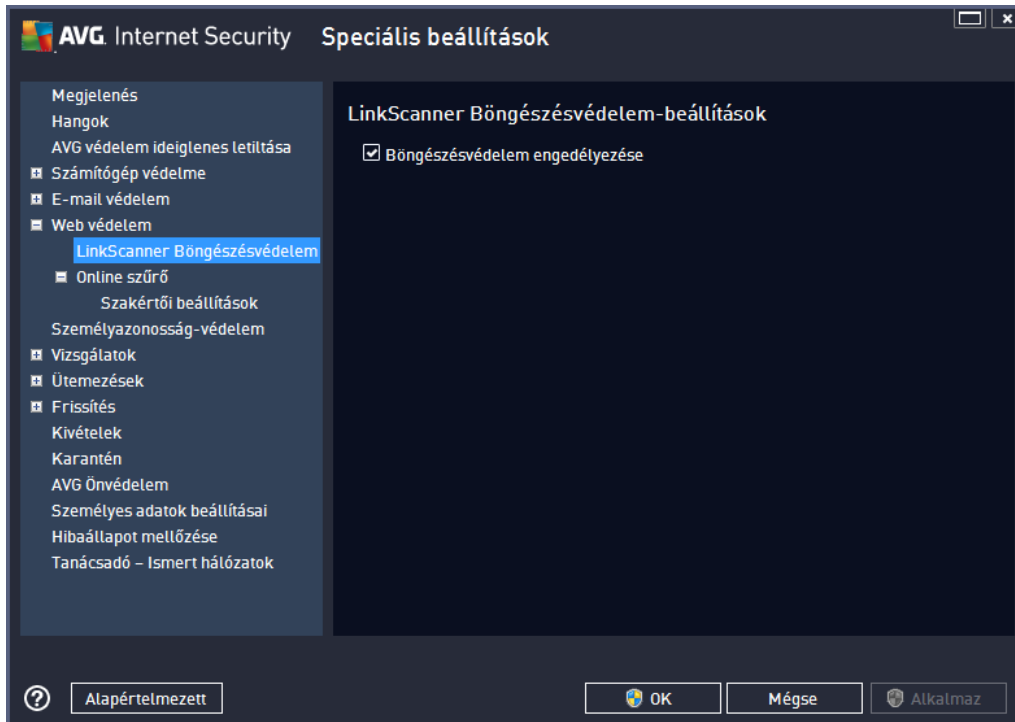 AVG. Internet Security Speciális beállítások
Megjelenés
Hangok
AVG védelem ideiglenes letiltása
Számítógép védelme
E-mail védelem
Web védelem
LinkScanner Böngészésvédelem
Online szűrő
Szakértői beállítások
Személyazonosság-védelem
Vizsgálatok
Ütemezések
Frissítés
Kivételek
Karantén
AVG Önvédelem
Személyes adatok beállításai
Hibaállapot mellőzése
Tanácsadó – Ismert hálózatok
LinkScanner Böngészésvédelem-beállítások
Böngészésvédelem engedélyezése
? Alapértelmezett OK Mégse Alkalmaz